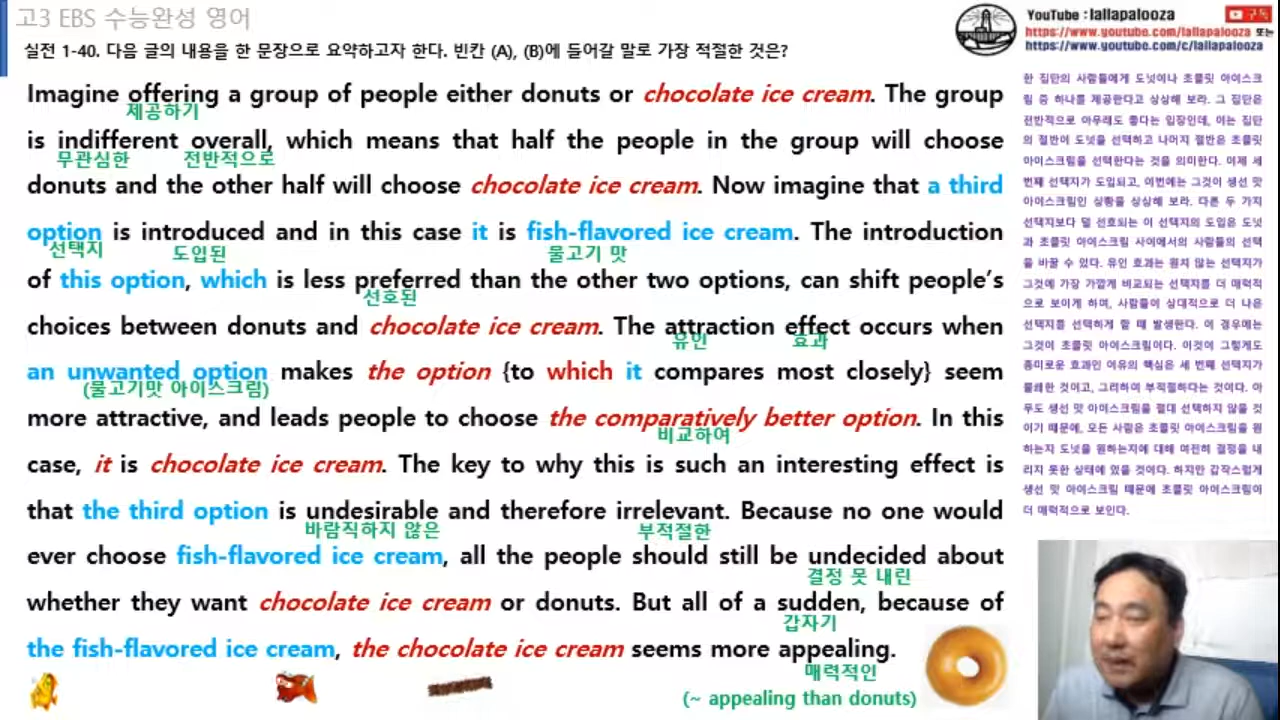 고3 EBS 수능완성 영어
YouTube : lallapalooza
구독
https://www.youtube.com/lallapalooza 또는
https://www.youtube.com/c/lallapalooza
실전 1-40. 다음 글의 내용을 한 문장으로 요약하고자 한다. 빈칸 (A), (B)에 들어갈 말로 가장 적절한 것은?
Imagine offering a group of people either donuts or chocolate ice cream. The group
제공하기
is indifferent overall, which means that half the people in the group will choose
무관심한 전반적으로
donuts and the other half will choose chocolate ice cream. Now imagine that a third
option is introduced and in this case it is fish-flavored ice cream. The introduction
선택지 도입된 물고기 맛
of this option, which is less preferred than the other two options, can shift people's
선호된
choices between donuts and chocolate ice cream. The attraction effect occurs when
유인 효과
an unwanted option makes the option {to which it compares most closely} seem
(물고기맛 아이스크림)
more attractive, and leads people to choose the comparatively better option. In this
비교하여
case, it is chocolate ice cream. The key to why this is such an interesting effect is
that the third option is undesirable and therefore irrelevant. Because no one would
바람직하지 않은 부적절한
ever choose fish-flavored ice cream, all the people should still be undecided about
결정 못 내린
whether they want chocolate ice cream or donuts. But all of a sudden, because of
갑자기
the fish-flavored ice cream, the chocolate ice cream seems more appealing.
매력적인
(~ appealing than donuts)
한 집단의 사람들에게 도넛이나 초콜릿 아이스크
림 중 하나를 제공한다고 상상해 보라. 그 집단은
전반적으로 아무래도 좋다는 입장인데, 이는 집단
의 절반이 도넛을 선택하고 나머지 절반은 초콜릿
아이스크림을 선택한다는 것을 의미한다. 이제 세
번째 선택지가 도입되고, 이번에는 그것이 생선 맛
아이스크림인 상황을 상상해 보라. 다른 두 가지
선택지보다 덜 선호되는 이 선택지의 도입은 도넛
과 초콜릿 아이스크림 사이에서의 사람들의 선택
을 바꿀 수 있다. 유인 효과는 원치 않는 선택지가
그것에 가장 가깝게 비교되는 선택지를 더 매력적
으로 보이게 하며, 사람들이 상대적으로 더 나은
선택지를 선택하게 할 때 발생한다. 이 경우에는
그것이 초콜릿 아이스크림이다. 이것이 그렇게도
흥미로운 효과인 이유의 핵심은 세 번째 선택지가
불쾌한 것이고, 그리하여 부적절하다는 것이다. 아
무도 생선 맛 아이스크림을 절대 선택하지 않을 것
이기 때문에, 모든 사람은 초콜릿 아이스크림을 원
하는지 도넛을 원하는지에 대해 여전히 결정을 내
리지 못한 상태에 있을 것이다. 하지만 갑작스럽게
생선 맛 아이스크림 때문에 초콜릿 아이스크림이
더 매력적으로 보인다.